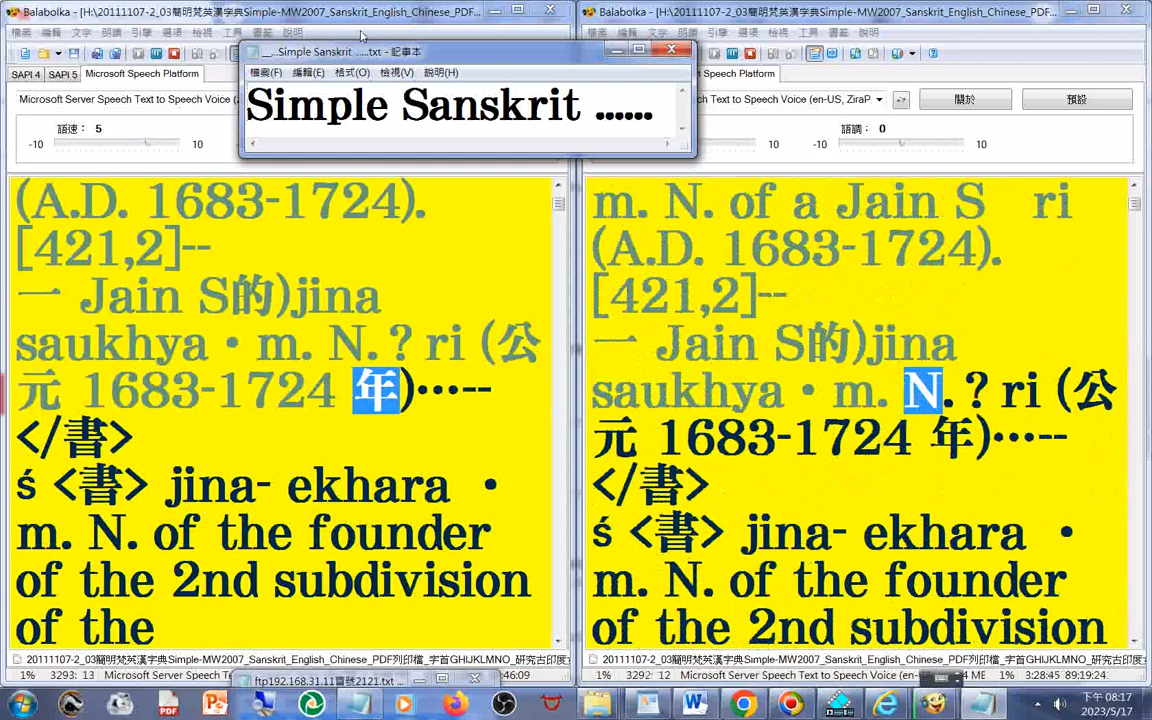 Balabolka - [H:\20111107-2_03簡明梵英漢字典Simple-MW2007_Sanskrit_English_Chinese_PDF...
檔案 編輯 文字 朗讀 引擎 選項 檢視 工具 書籤 說明
SAPI 4 SAPI 5 Microsoft Speech Platform
Microsoft Server Speech Text to Speech Voice
語速： 5
-10 10
(A.D. 1683-1724).
[421,2]--
一 Jain S的)jina
saukhya・m. N.？ri (公
元 1683-1724 年)…--
</書>
ś <書> jina- ekhara ・
m. N. of the founder
of the 2nd subdivision
of the
20111107-2_03簡明梵英漢字典Simple-MW2007_Sanskrit_English_Chinese_PDF列印檔_字首GHIJKLMNO_研究古印度
1% 3293: 13 Microsoft Server Spee
46:09
__...Simple Sanskrit ......txt - 記事本
檔案(F) 編輯(E) 格式(O) 檢視(V) 說明(H)
Simple Sanskrit ......
Balabolka - [H:\20111107-2_03簡明梵英漢字典Simple-MW2007_Sanskrit_English_Chinese_PDF...
Speech Platform
Text to Speech Voice (en-US, ZiraP
關於 預設
10 語調： 0
-10 10
m. N. of a Jain S ri
(A.D. 1683-1724).
[421,2]--
一 Jain S的)jina
saukhya・m. N.？ri (公
元 1683-1724 年)…--
</書>
ś <書> jina- ekhara ・
m. N. of the founder
of the 2nd subdivision
20111107-2_03簡明梵英漢字典Simple-MW2007_Sanskrit_English_Chinese_PDF列印檔_字首GHIJKLMNO_研究古印度
1% 3292: 12 Microsoft Server Speech Text to Speech 3:28:45 89:19:24
ftp192.168.31.11冒號2121.txt ...
下午 08:17
2023/5/17